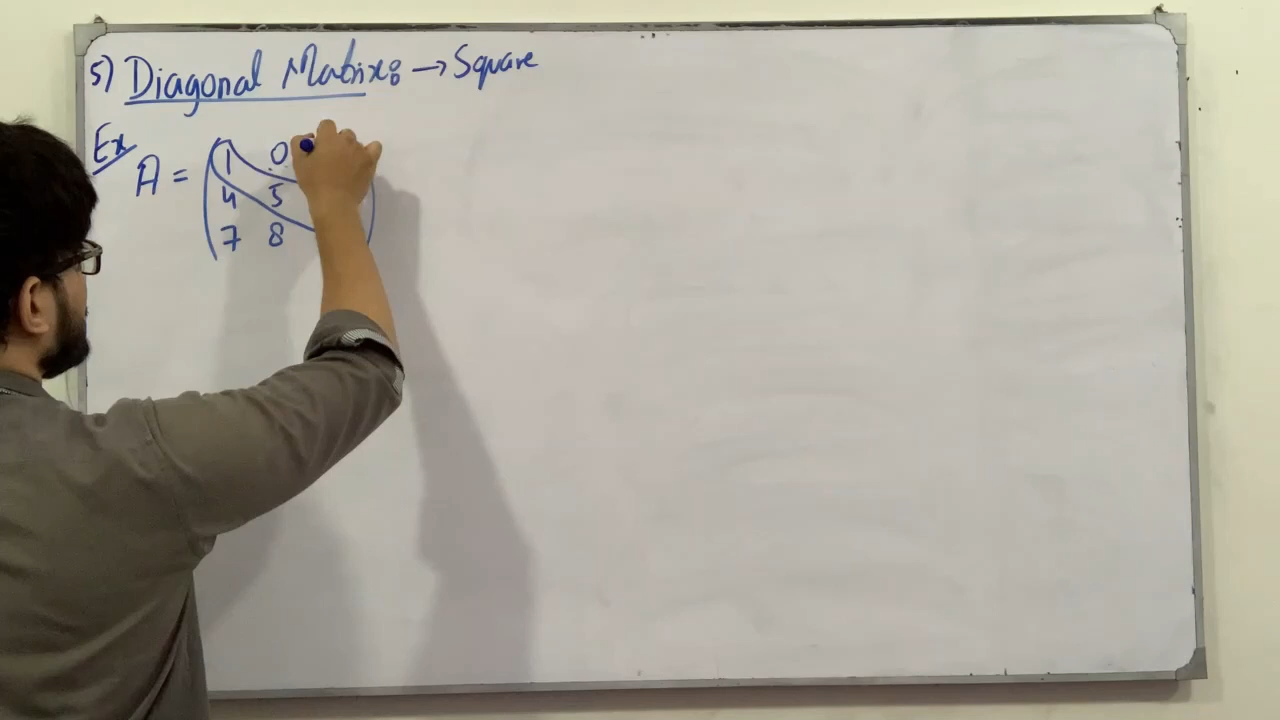 5) Diagonal Matrix: → Square
Ex
A = 1 0
4 5
7 8